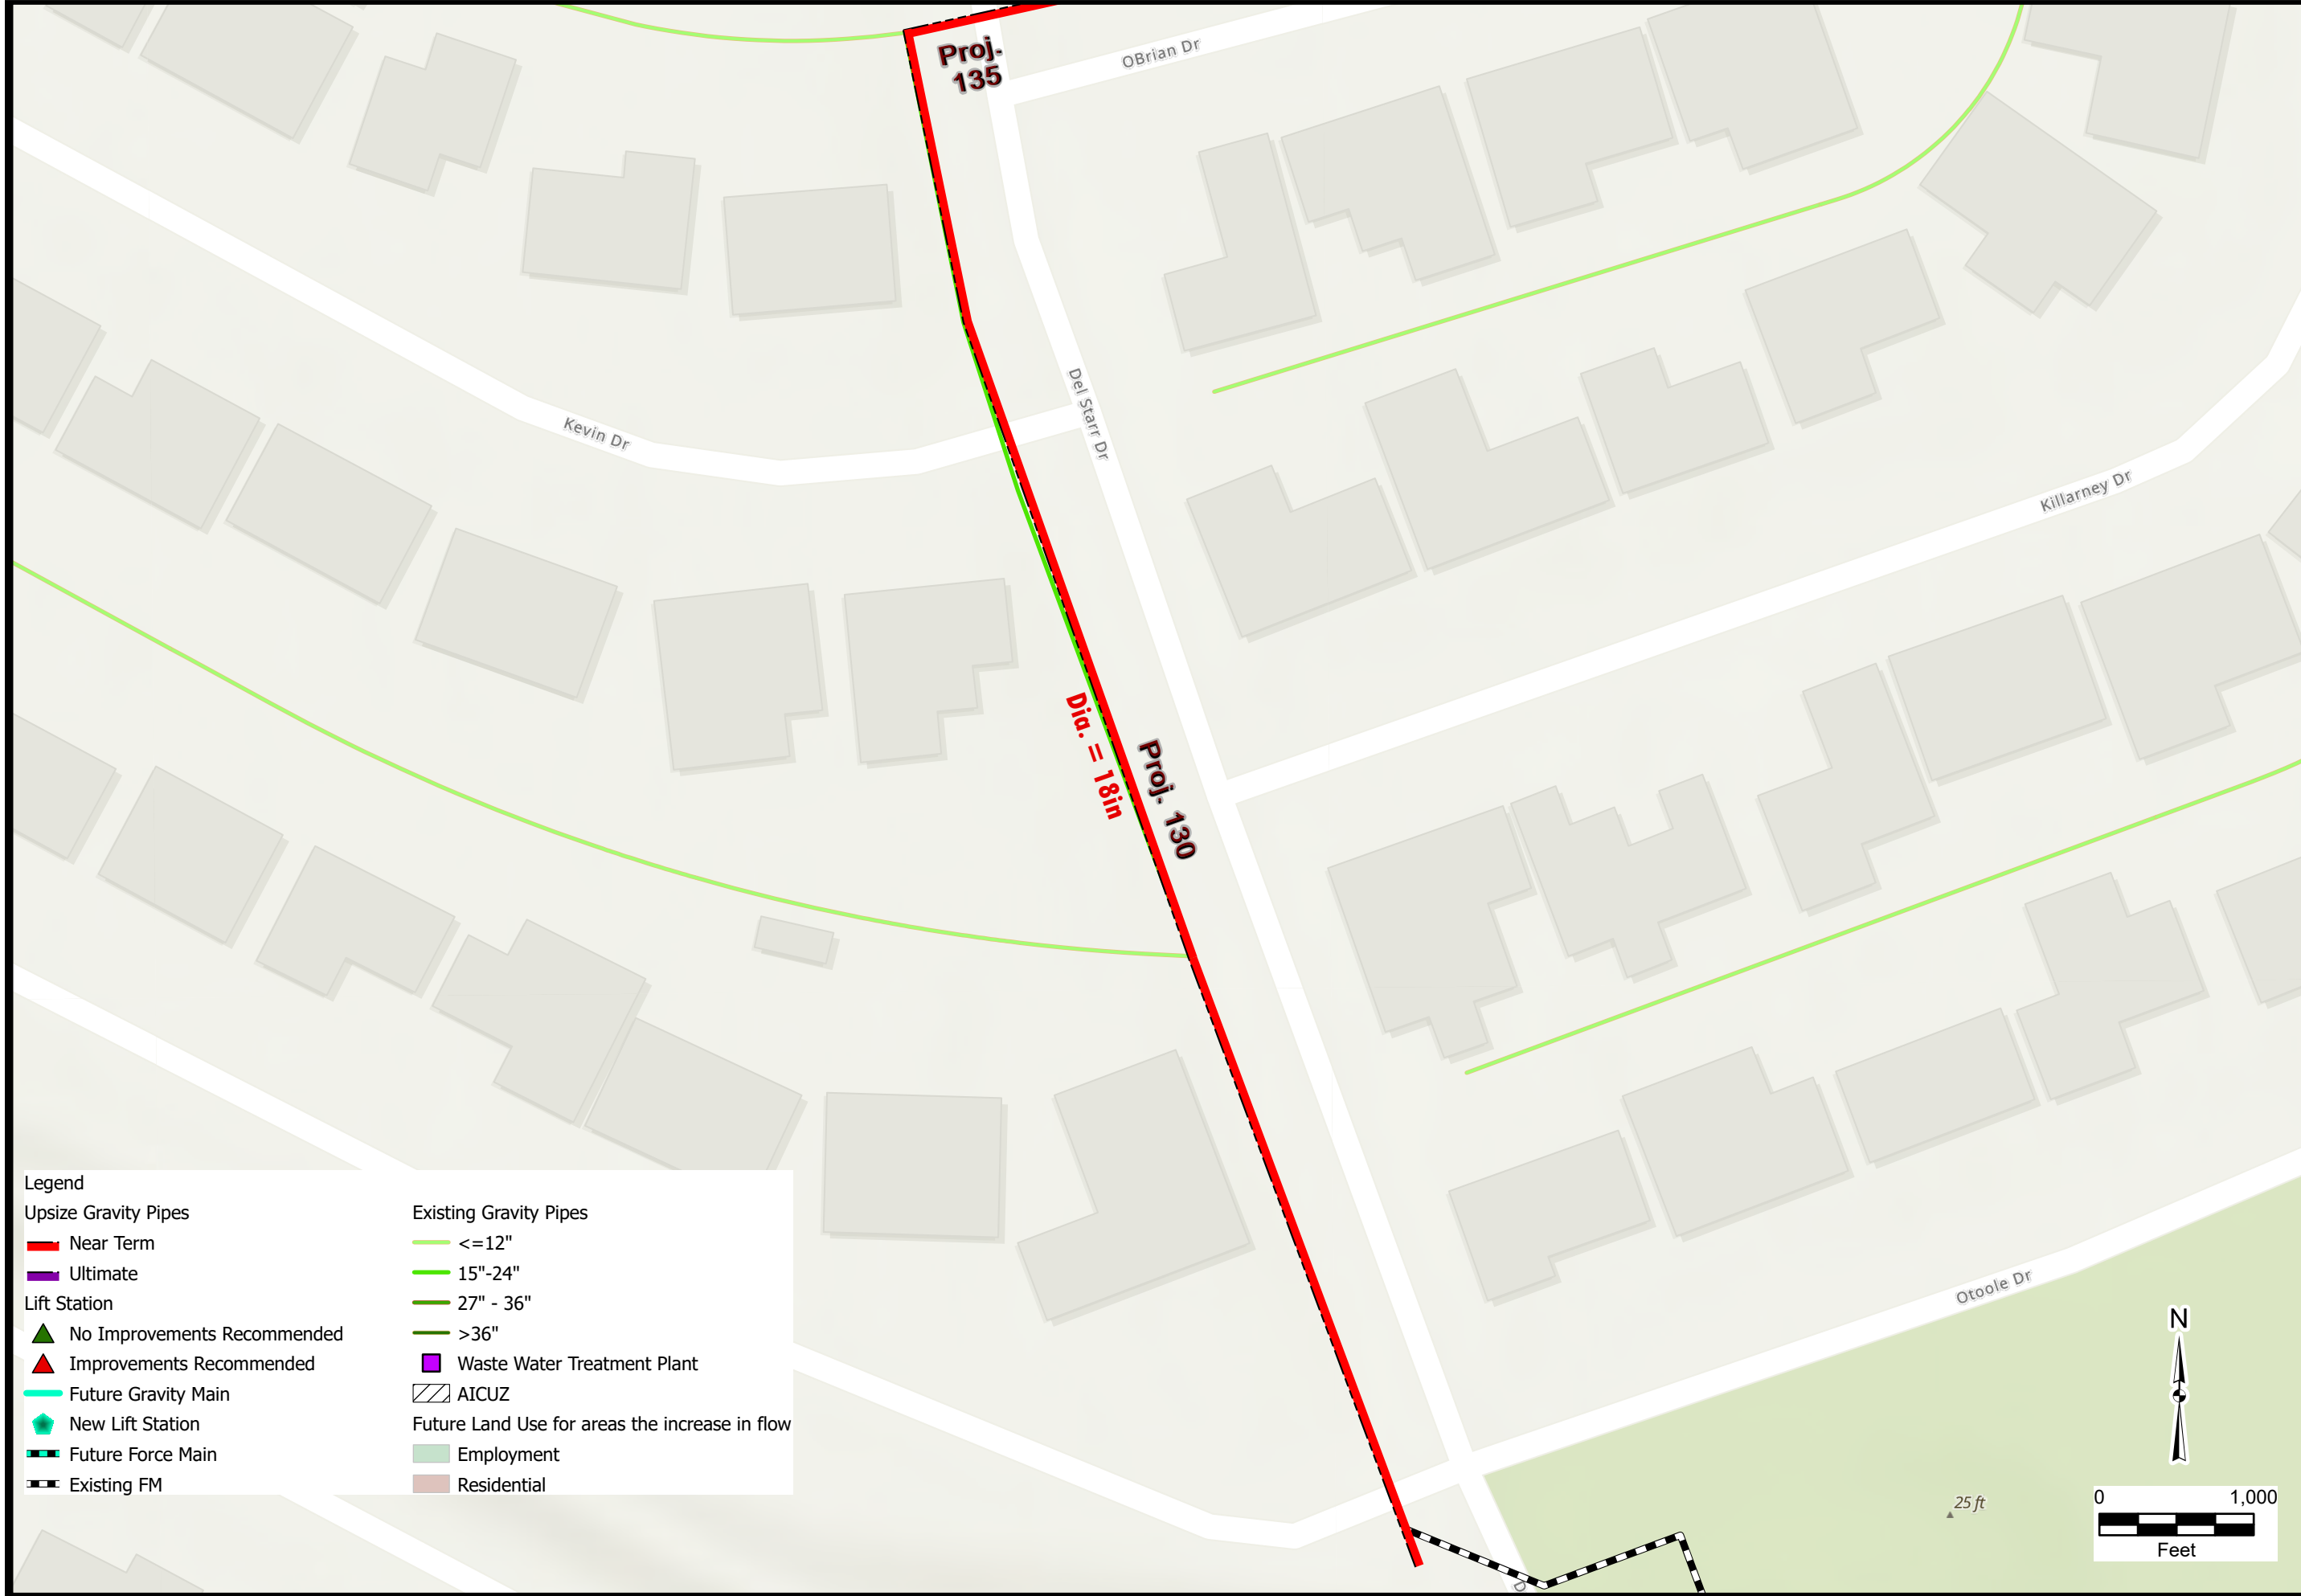 Proj.
135
OBrian Dr
Del Starr Dr
Kevin Dr
Killarney Dr
Dia. = 18in
Proj. 130
Otoole Dr
25 ft
D
N
0 1,000
Feet
Legend
Upsize Gravity Pipes
Near Term
Ultimate
Lift Station
No Improvements Recommended
Improvements Recommended
Future Gravity Main
New Lift Station
Future Force Main
Existing FM
Existing Gravity Pipes
<=12"
15"-24"
27" - 36"
>36"
Waste Water Treatment Plant
AICUZ
Future Land Use for areas the increase in flow
Employment
Residential